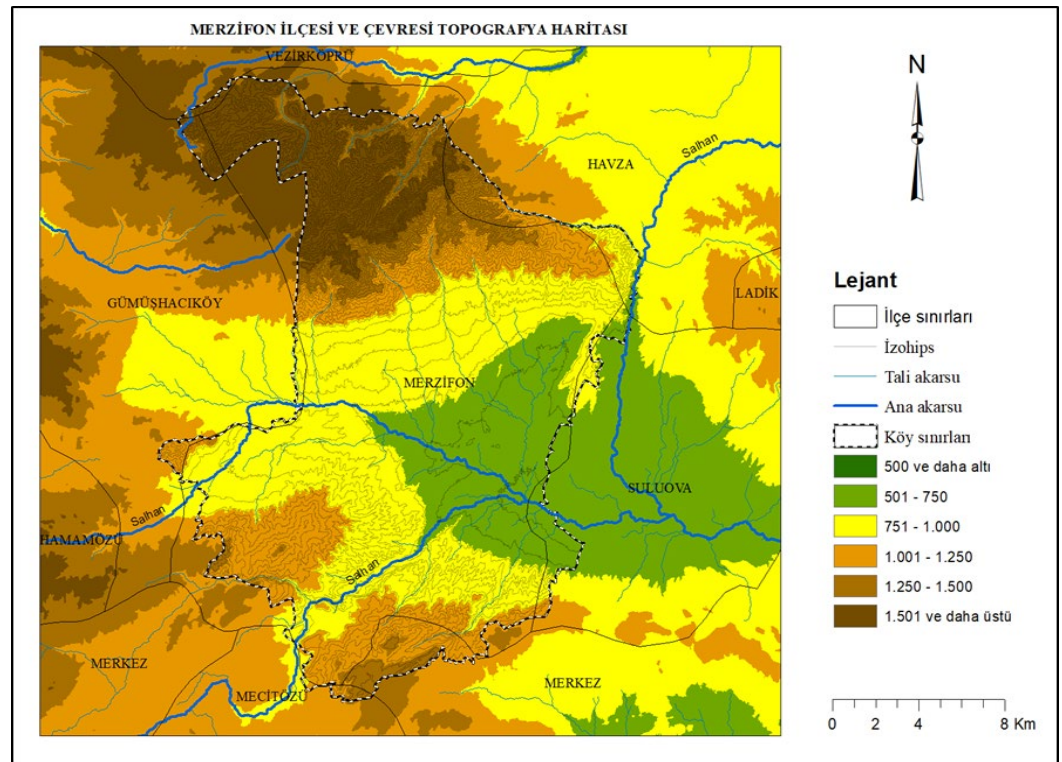 MERZİFON İLÇESİ VE ÇEVRESİ TOPOGRAFYA HARİTASI
VEZİRKÖPRÜ
N
Salhan
HAVZA
Lejant
LADİK
GÜMÜŞHACIKÖY
İlçe sınırları
İzohips
MERZİFON
Tali akarsu
Ana akarsu
Köy sınırları
500 ve daha altı
SULUOVA
501 - 750
Salhan
751 - 1.000
HAMAMÖZÜ
1.001 - 1.250
Salhan
1.250 - 1.500
1.501 ve daha üstü
MERKEZ
MERKEZ
MECİTÖZÜ
0 2 4 8 Km